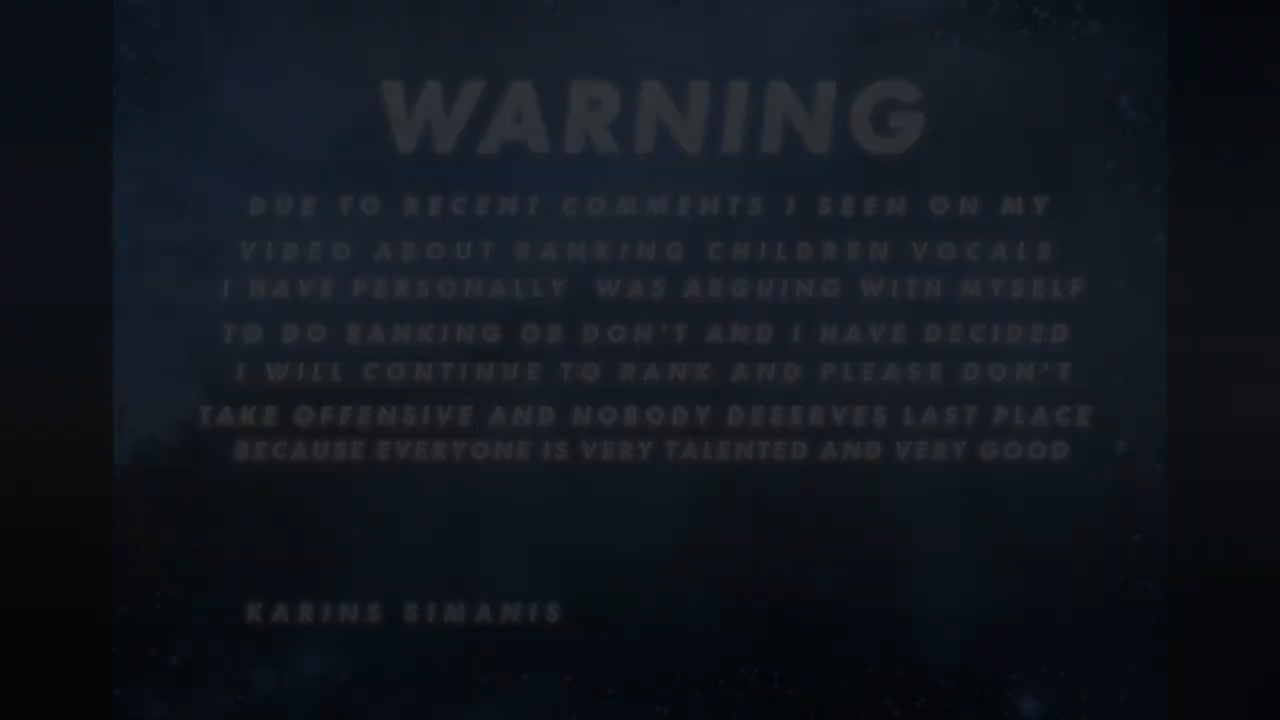 WARNING
DUE TO RECENT COMMENTS I SEEN ON MY
VIDEO ABOUT RANKING CHILDREN VOCALS
I HAVE PERSONALLY WAS ARGUING WITH MYSELF
TO DO RANKING OR DON'T AND I HAVE DECIDED
I WILL CONTINUE TO RANK AND PLEASE DON'T
TAKE OFFENSIVE AND NOBODY DESERVES LAST PLACE
BECAUSE EVERYONE IS VERY TALENTED AND VERY GOOD
KARINS BIMANIS